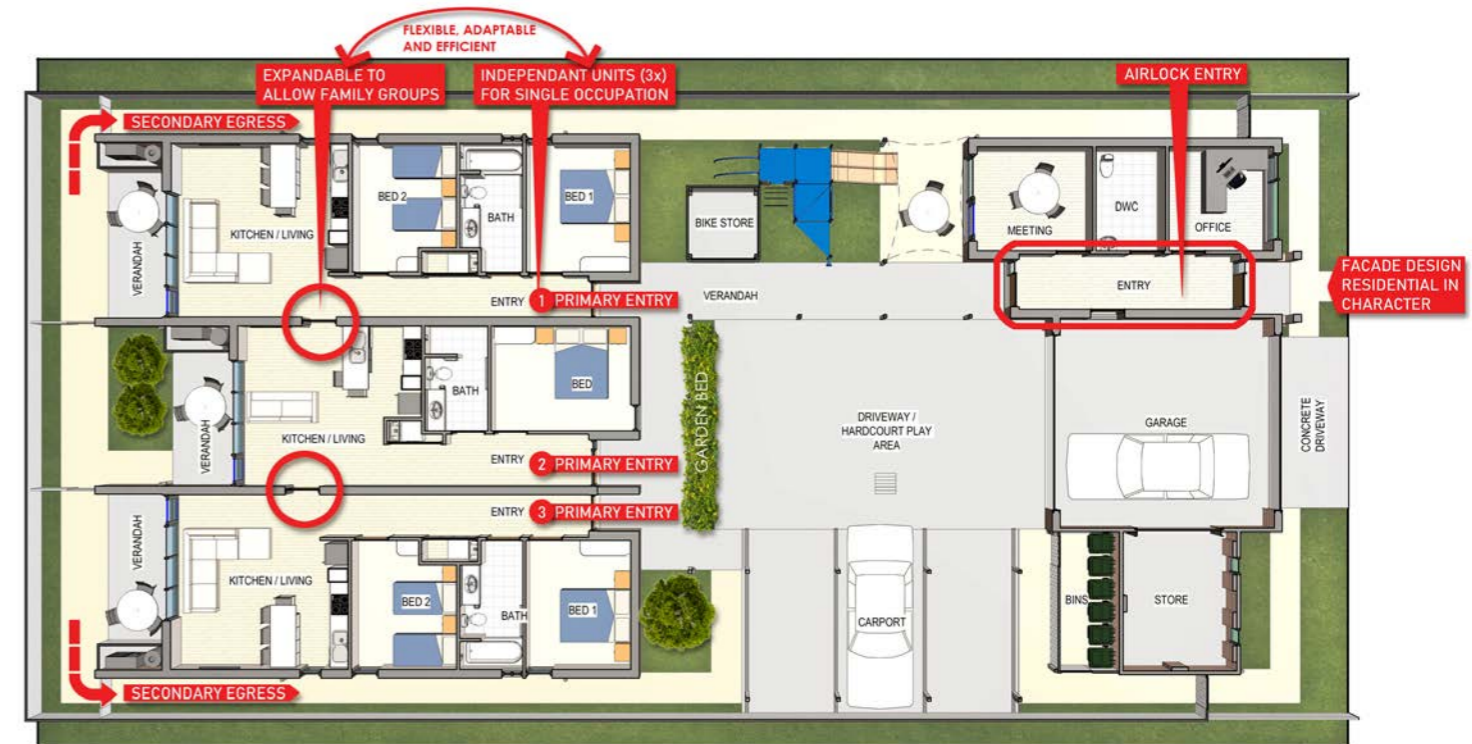 FLEXIBLE, ADAPTABLE
AND EFFICIENT
EXPANDABLE TO
ALLOW FAMILY GROUPS
INDEPENDANT UNITS (3x)
FOR SINGLE OCCUPATION
AIRLOCK ENTRY
SECONDARY EGRESS
BED 2
BATH
BED 1
KITCHEN / LIVING
VERANDAH
ENTRY
1 PRIMARY ENTRY
BIKE STORE
VERANDAH
MEETING
DWC
OFFICE
ENTRY
FACADE DESIGN
RESIDENTIAL IN
CHARACTER
VERANDAH
KITCHEN / LIVING
BATH
BED
ENTRY
2 PRIMARY ENTRY
GARDEN BED
DRIVEWAY /
HARDCOURT PLAY
AREA
GARAGE
CONCRETE
DRIVEWAY
ENTRY
3 PRIMARY ENTRY
VERANDAH
KITCHEN / LIVING
BED 2
BATH
BED 1
CARPORT
BINS
STORE
SECONDARY EGRESS